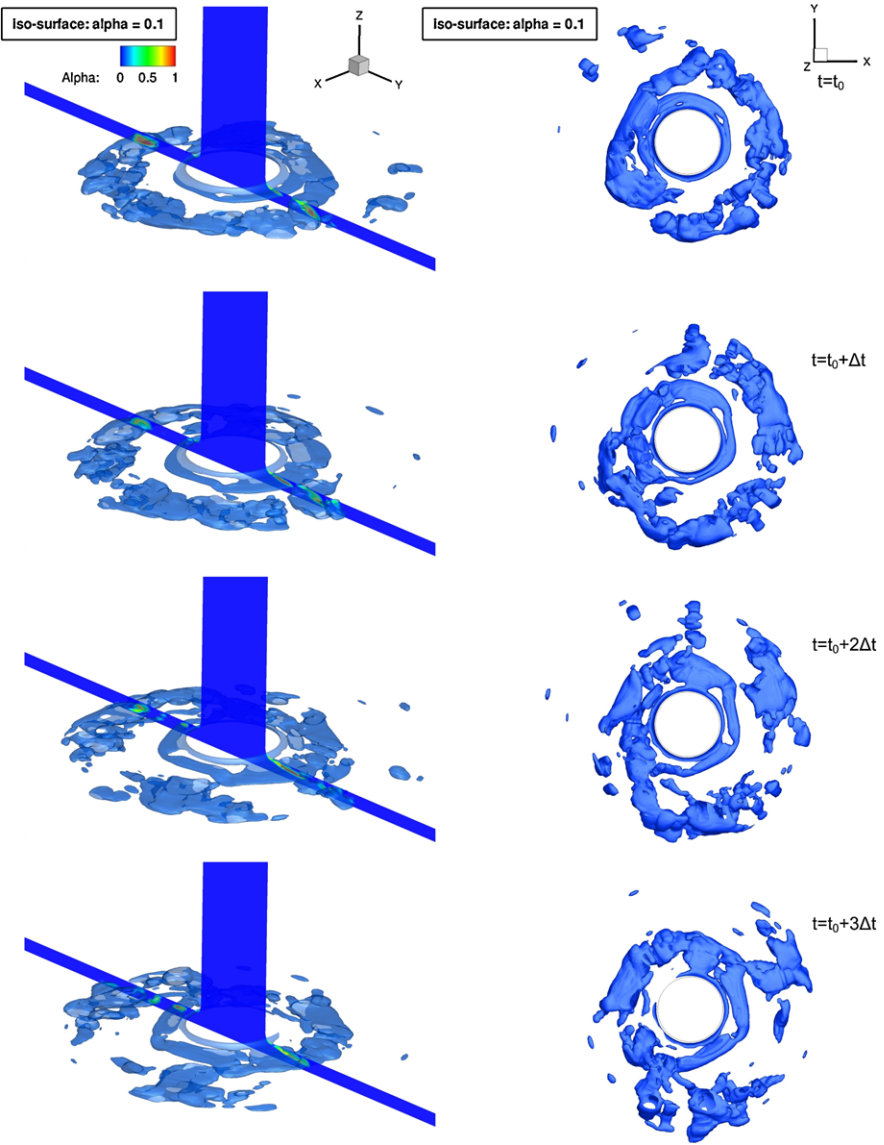 Iso-surface: alpha = 0.1
Alpha: 0 0.5 1
Z
X
Y
Iso-surface: alpha = 0.1
Y
Z
X
t=t₀
t=t₀+Δt
t=t₀+2Δt
t=t₀+3Δt